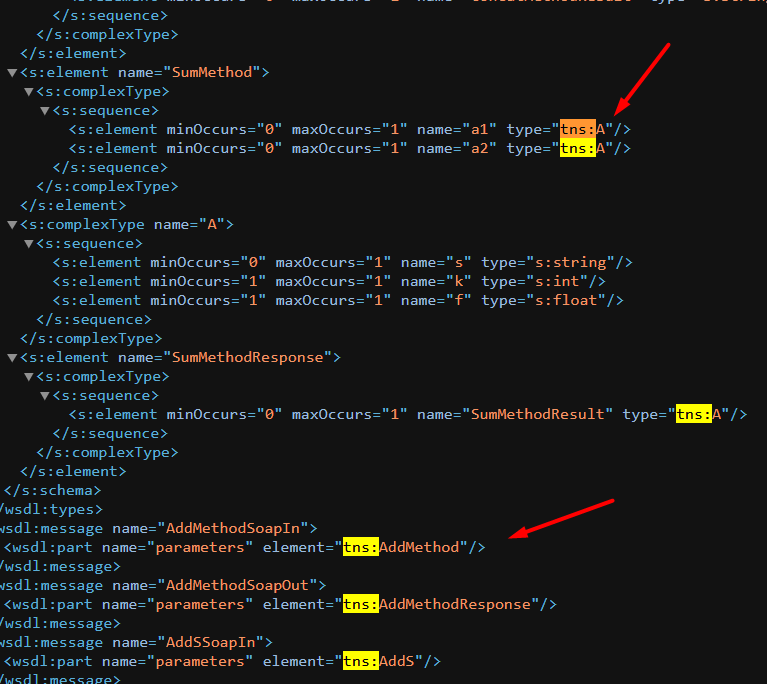 </s:sequence>
</s:complexType>
</s:element>
<s:element name="SumMethod">
<s:complexType>
<s:sequence>
<s:element minOccurs="0" maxOccurs="1" name="a1" type="tns:A"/>
<s:element minOccurs="0" maxOccurs="1" name="a2" type="tns:A"/>
</s:sequence>
</s:complexType>
</s:element>
<s:complexType name="A">
<s:sequence>
<s:element minOccurs="0" maxOccurs="1" name="s" type="s:string"/>
<s:element minOccurs="1" maxOccurs="1" name="k" type="s:int"/>
<s:element minOccurs="1" maxOccurs="1" name="f" type="s:float"/>
</s:sequence>
</s:complexType>
<s:element name="SumMethodResponse">
<s:complexType>
<s:sequence>
<s:element minOccurs="0" maxOccurs="1" name="SumMethodResult" type="tns:A"/>
</s:sequence>
</s:complexType>
</s:element>
</s:schema>
/wsdl:types>
wsdl:message name="AddMethodSoapIn">
<wsdl:part name="parameters" element="tns:AddMethod"/>
/wsdl:message>
wsdl:message name="AddMethodSoapOut">
<wsdl:part name="parameters" element="tns:AddMethodResponse"/>
/wsdl:message>
wsdl:message name="AddSSoapIn">
<wsdl:part name="parameters" element="tns:AddS"/>
/wsdl:message>